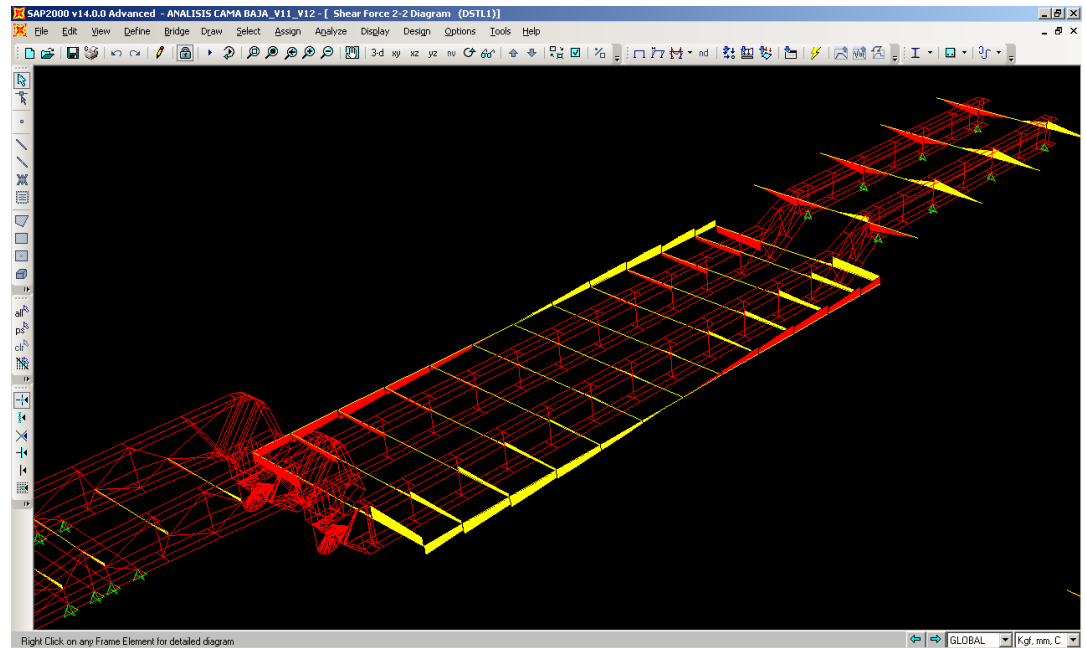 SAP2000 v14.0.0 Advanced - ANALISIS CAMA BAJA_V11_V12 - [ Shear Force 2-2 Diagram (DSTL1)]
File Edit View Define Bridge Draw Select Assign Analyze Display Design Options Tools Help
3-d xy xz yz nv nd
all
ps
clr
Right Click on any Frame Element for detailed diagram GLOBAL Kgf, mm, C